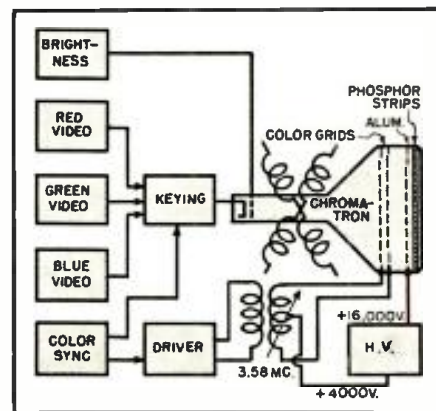 BRIGHT-
NESS
PHOSPHOR
STRIPS
ALUM.
COLOR GRIDS
RED VIDEO
GREEN VIDEO
KEYING
CHROMA-
TRON
BLUE VIDEO
COLOR SYNC
DRIVER
3.58 MC.
+16,000V.
H.V.
+4000V.